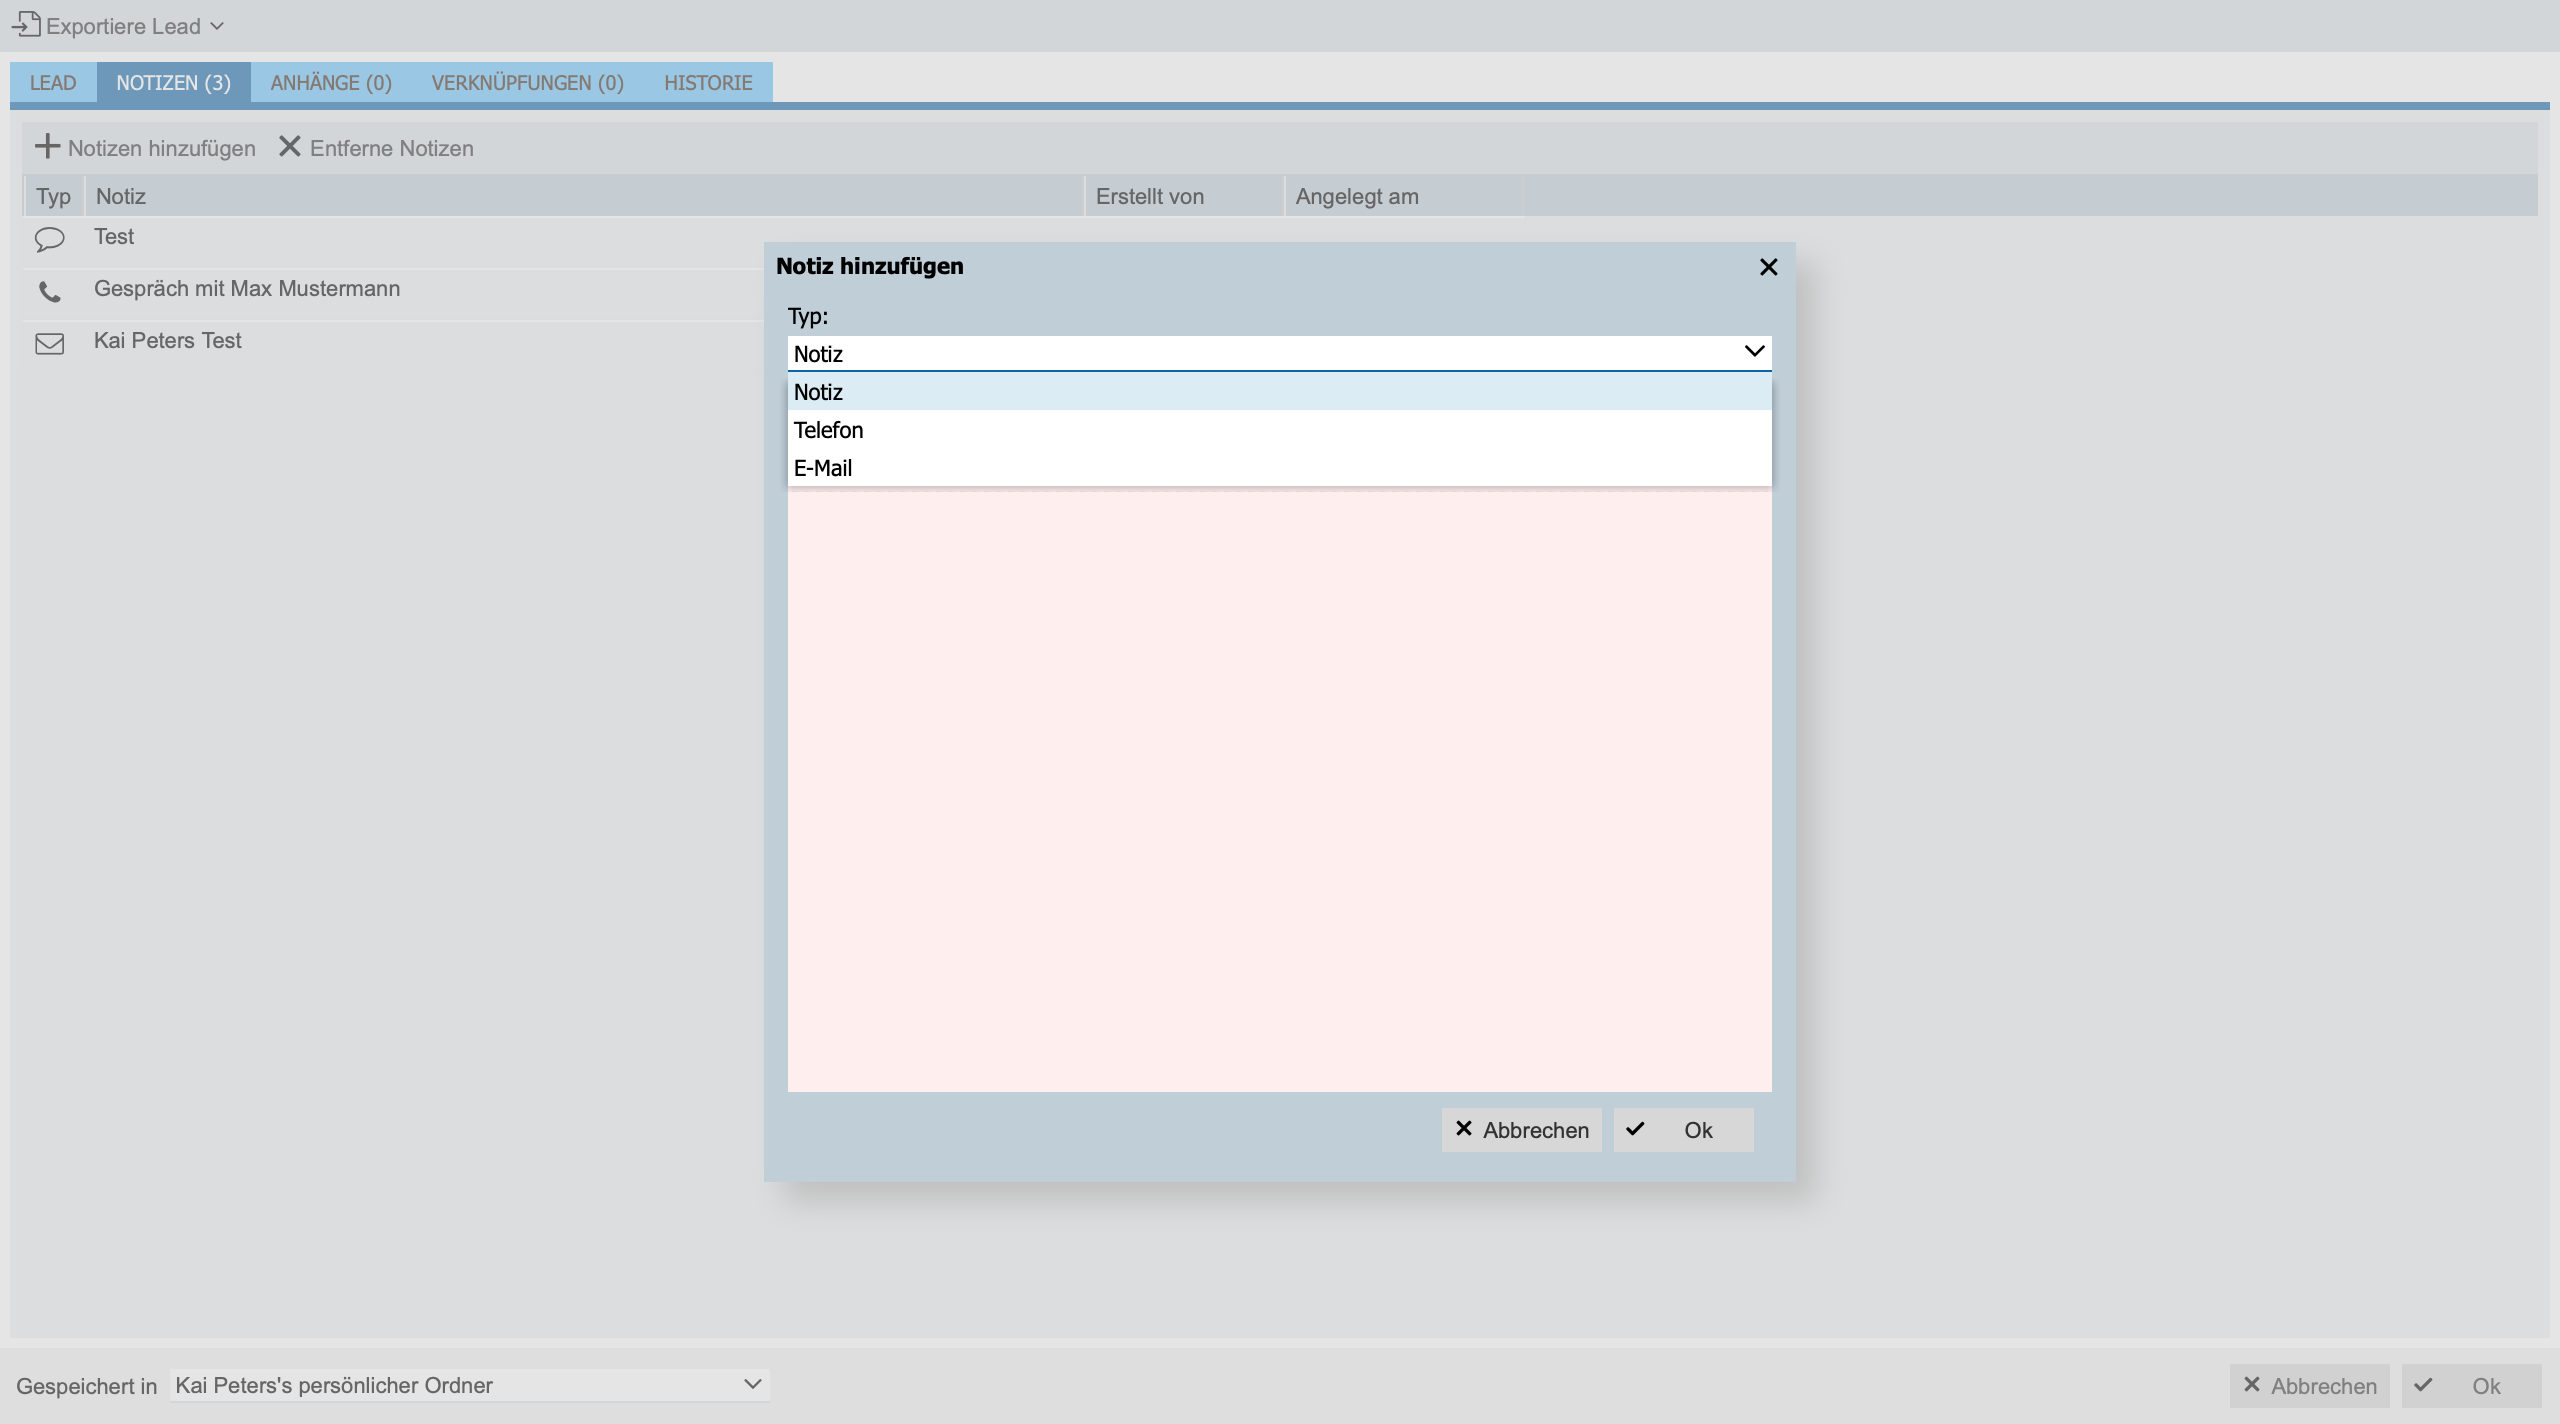 Exportiere Lead
LEAD NOTIZEN (3) ANHÄNGE (0) VERKNÜPFUNGEN (0) HISTORIE
Notizen hinzufügen Entferne Notizen
Typ Notiz Erstellt von Angelegt am
Test
Gespräch mit Max Mustermann
Kai Peters Test
Notiz hinzufügen
Typ:
Notiz
Notiz
Telefon
E-Mail
Abbrechen Ok
Gespeichert in Kai Peters's persönlicher Ordner Abbrechen Ok